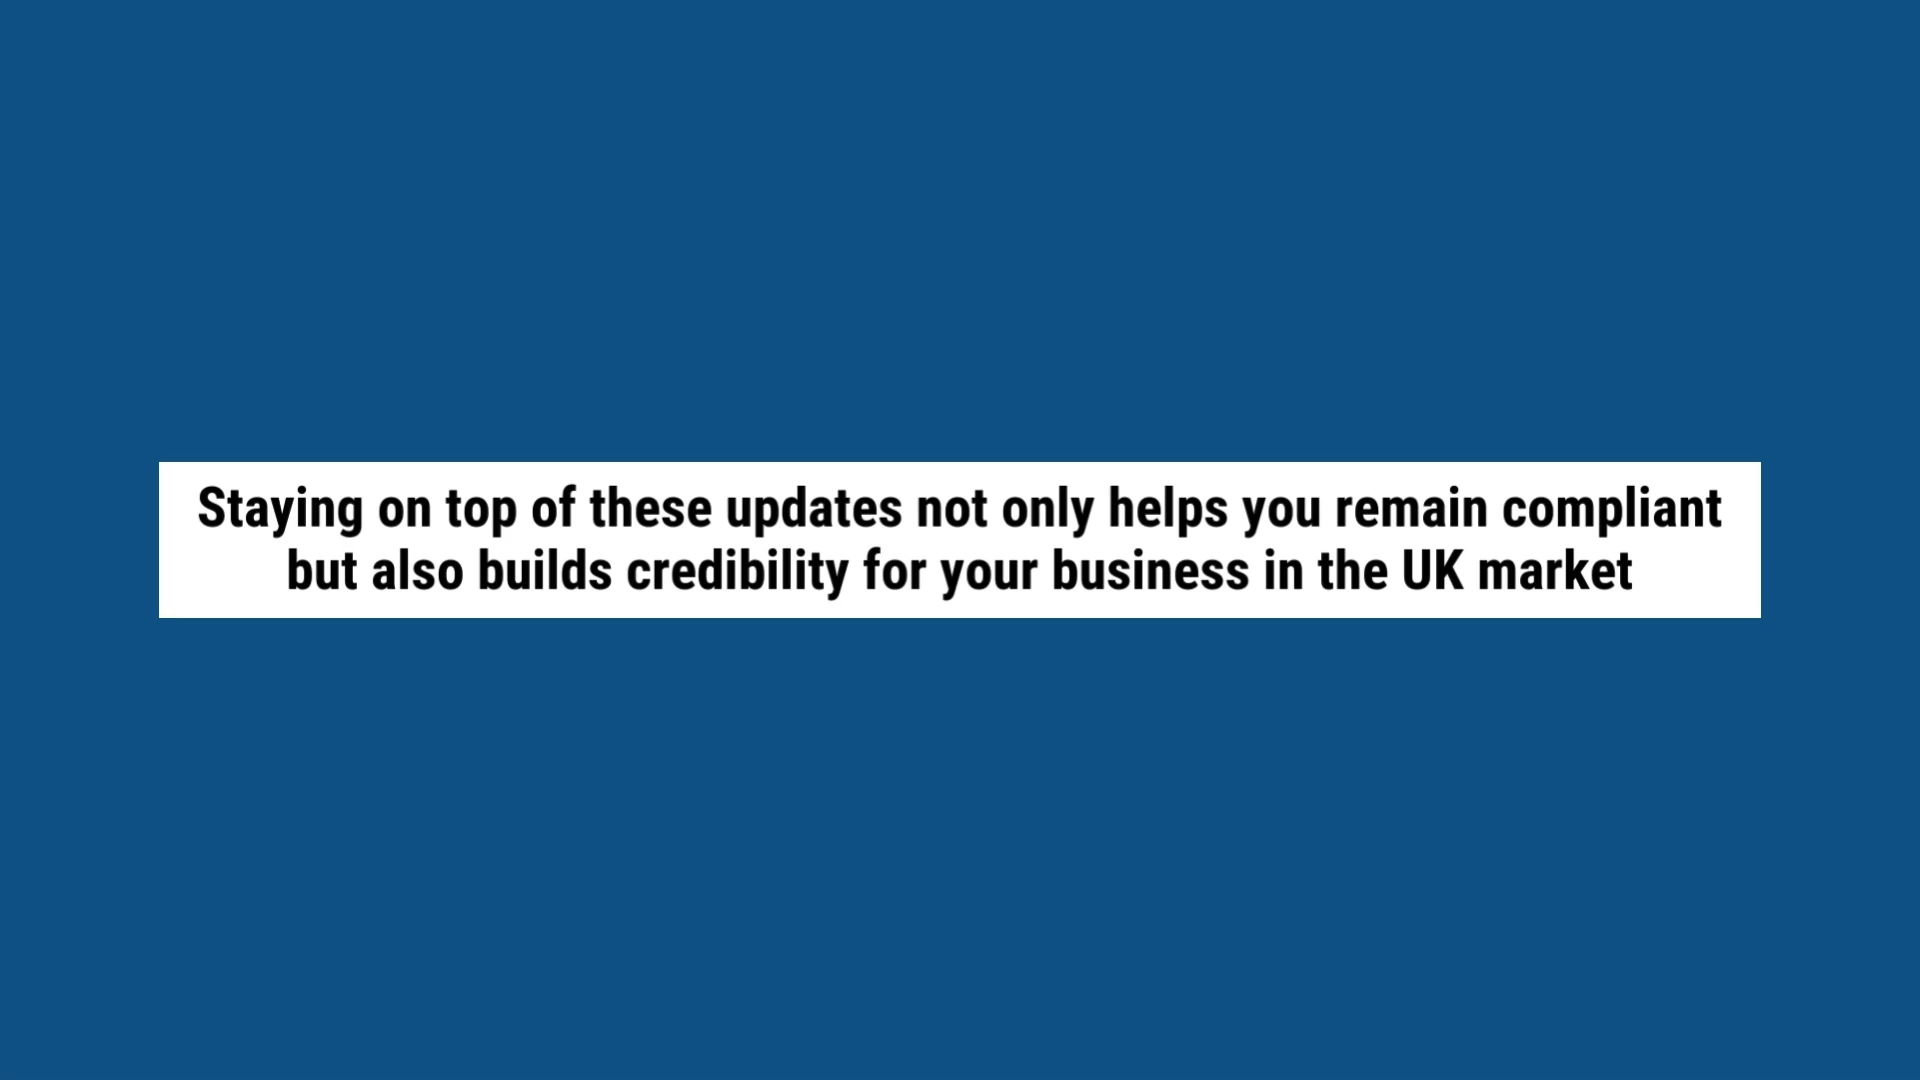 Staying on top of these updates not only helps you remain compliant
but also builds credibility for your business in the UK market